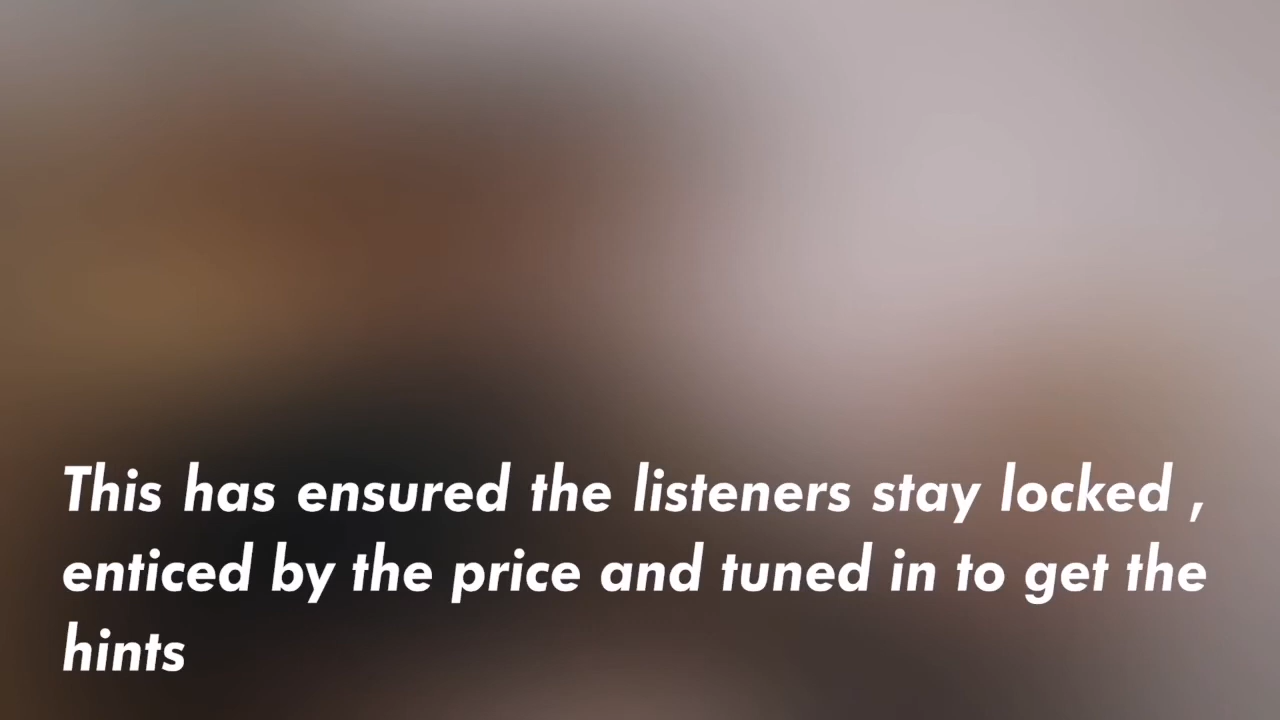 This has ensured the listeners stay locked ,
enticed by the price and tuned in to get the
hints